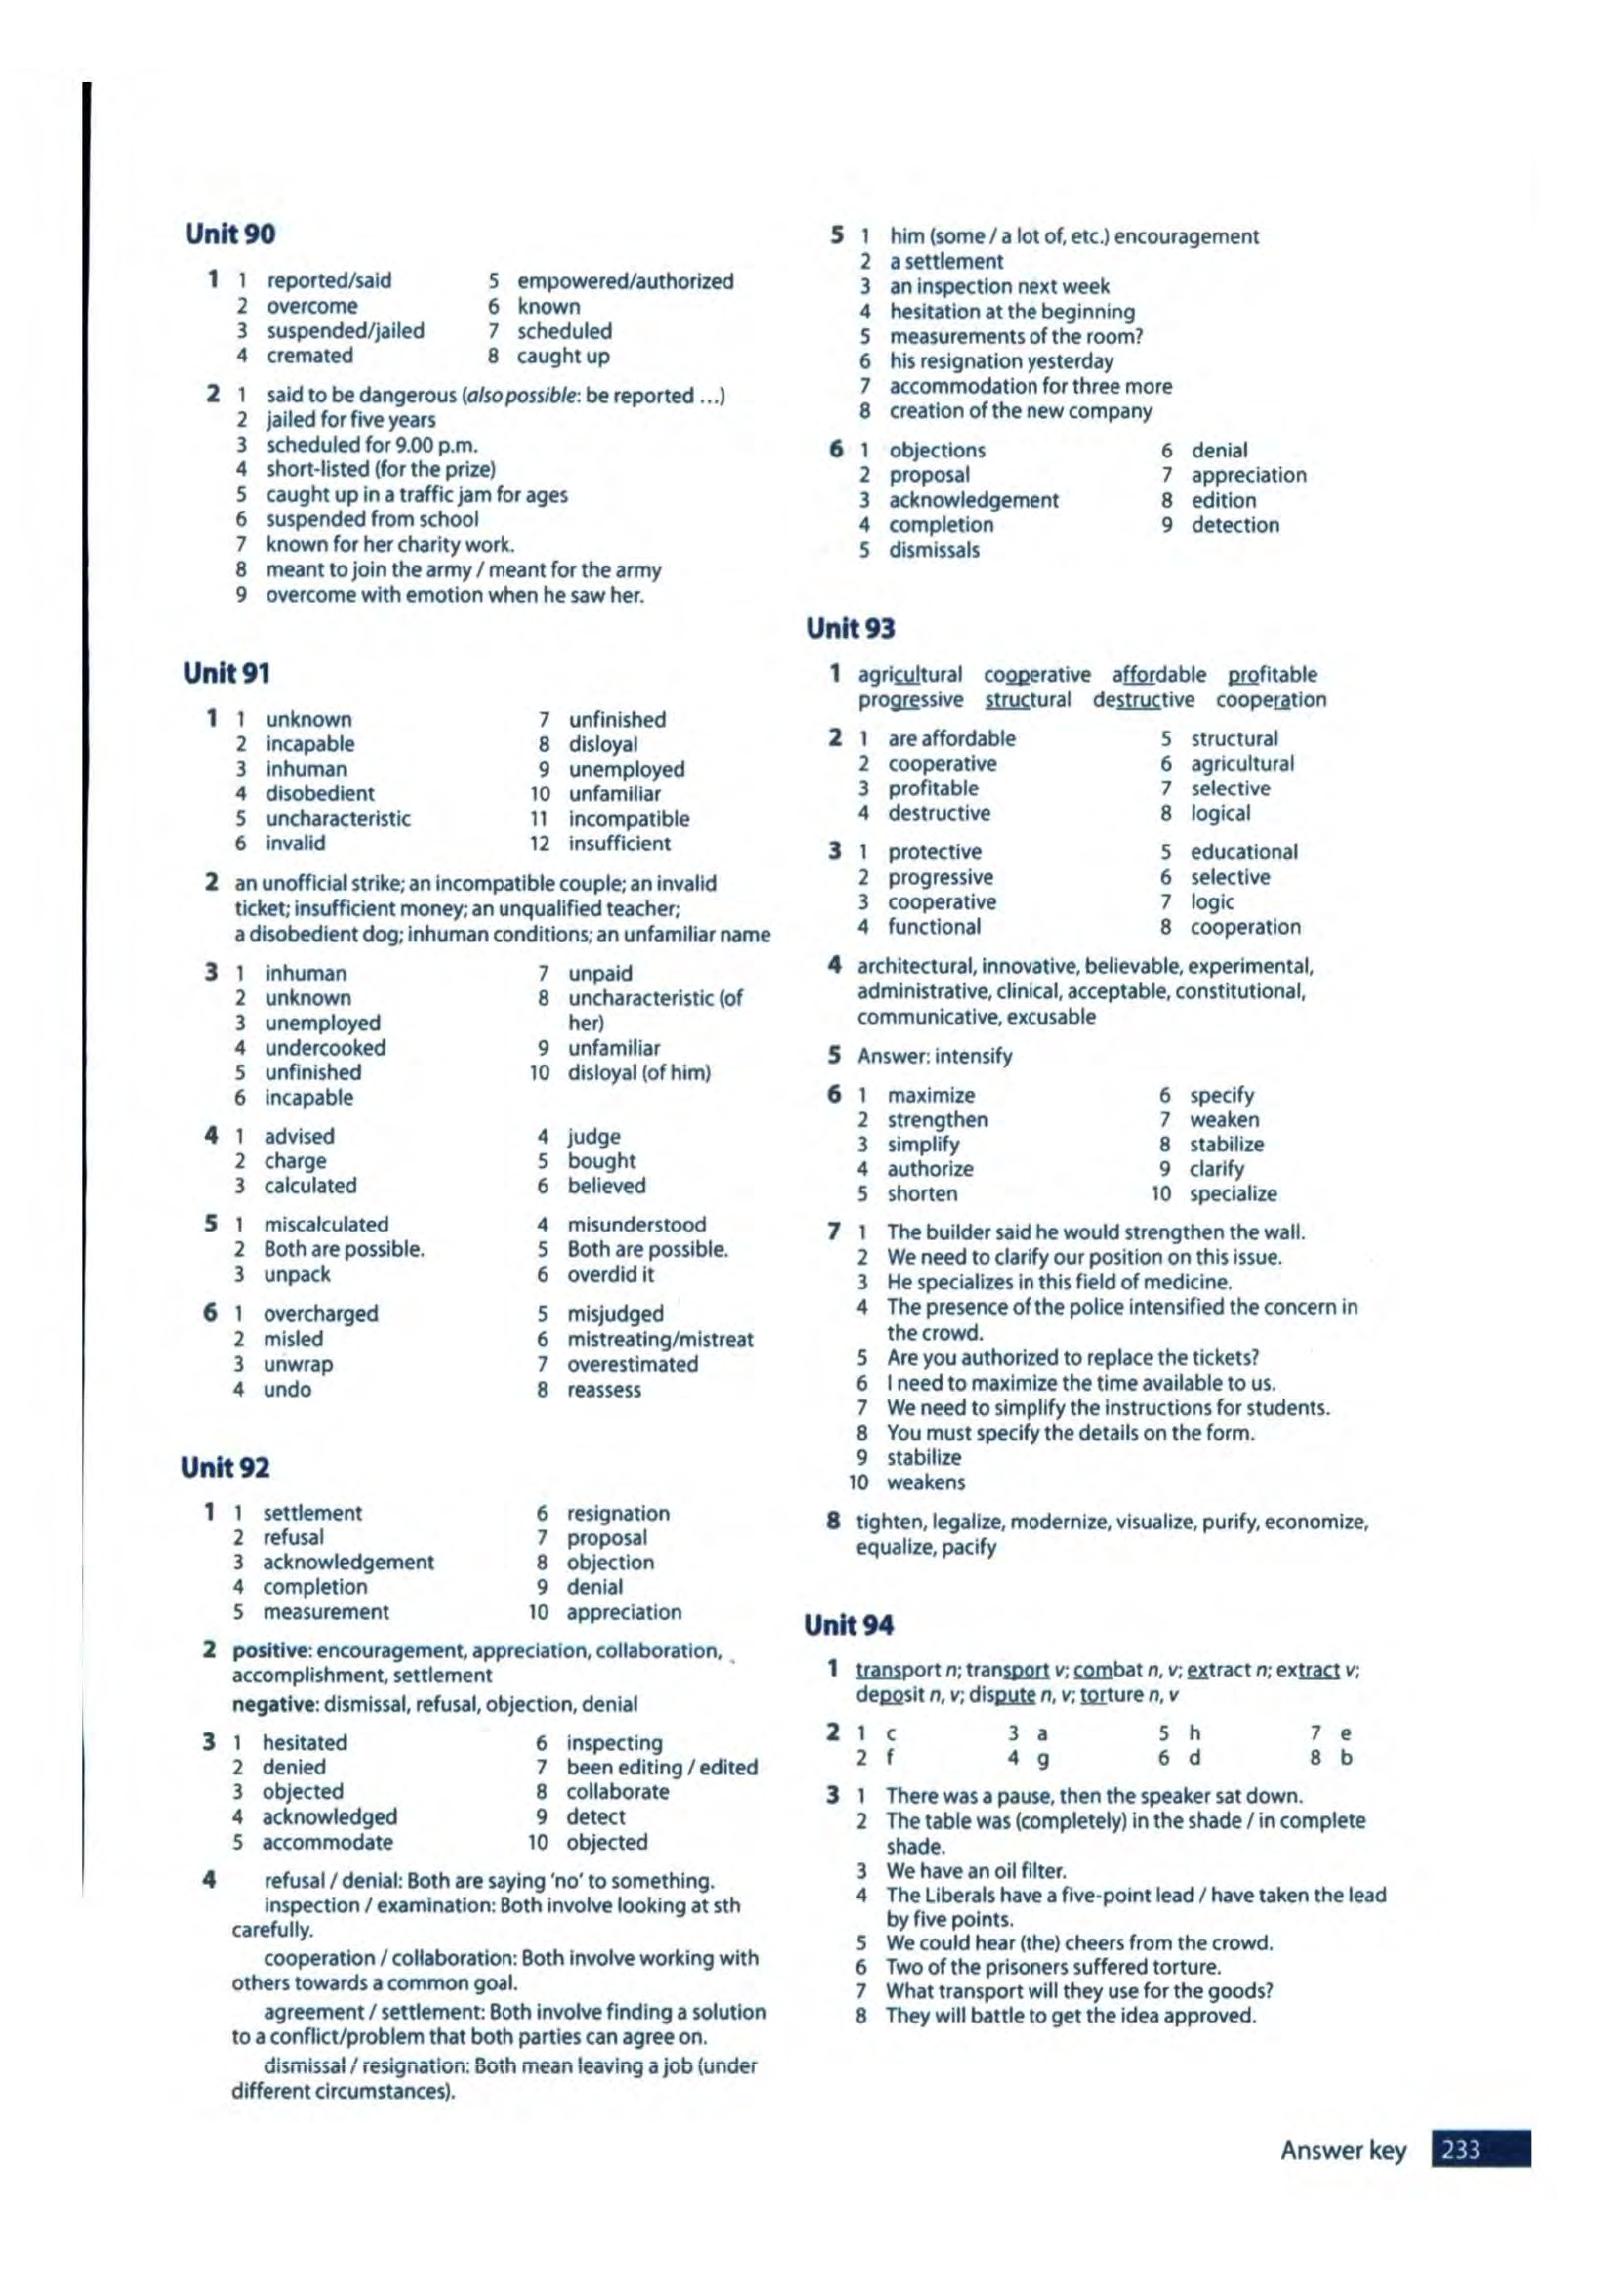 Unit 90
1 1 reported/said 5 empowered/authorized
2 overcome 6 known
3 suspended/jailed 7 scheduled
4 cremated 8 caught up
2 1 said to be dangerous (also possible: be reported ...)
2 jailed for five years
3 scheduled for 9.00 p.m.
4 short-listed (for the prize)
5 caught up in a traffic jam for ages
6 suspended from school
7 known for her charity work.
8 meant to join the army / meant for the army
9 overcome with emotion when he saw her.
Unit 91
1 1 unknown 7 unfinished
2 incapable 8 disloyal
3 inhuman 9 unemployed
4 disobedient 10 unfamiliar
5 uncharacteristic 11 incompatible
6 invalid 12 insufficient
2 an unofficial strike; an incompatible couple; an invalid
ticket; insufficient money; an unqualified teacher;
a disobedient dog; inhuman conditions; an unfamiliar name
3 1 inhuman 7 unpaid
2 unknown 8 uncharacteristic (of
3 unemployed her)
4 undercooked 9 unfamiliar
5 unfinished 10 disloyal (of him)
6 incapable
4 1 advised 4 judge
2 charge 5 bought
3 calculated 6 believed
5 1 miscalculated 4 misunderstood
2 Both are possible. 5 Both are possible.
3 unpack 6 overdid it
6 1 overcharged 5 misjudged
2 misled 6 mistreating/mistreat
3 unwrap 7 overestimated
4 undo 8 reassess
Unit 92
1 1 settlement 6 resignation
2 refusal 7 proposal
3 acknowledgement 8 objection
4 completion 9 denial
5 measurement 10 appreciation
2 positive: encouragement, appreciation, collaboration,
accomplishment, settlement
negative: dismissal, refusal, objection, denial
3 1 hesitated 6 inspecting
2 denied 7 been editing / edited
3 objected 8 collaborate
4 acknowledged 9 detect
5 accommodate 10 objected
4 refusal / denial: Both are saying 'no' to something.
inspection / examination: Both involve looking at sth
carefully.
cooperation / collaboration: Both involve working with
others towards a common goal.
agreement / settlement: Both involve finding a solution
to a conflict/problem that both parties can agree on.
dismissal / resignation: Both mean leaving a job (under
different circumstances).
5 1 him (some / a lot of, etc.) encouragement
2 a settlement
3 an inspection next week
4 hesitation at the beginning
5 measurements of the room?
6 his resignation yesterday
7 accommodation for three more
8 creation of the new company
6 1 objections 6 denial
2 proposal 7 appreciation
3 acknowledgement 8 edition
4 completion 9 detection
5 dismissals
Unit 93
1 agricultural cooperative affordable profitable
progressive structural destructive cooperation
2 1 are affordable 5 structural
2 cooperative 6 agricultural
3 profitable 7 selective
4 destructive 8 logical
3 1 protective 5 educational
2 progressive 6 selective
3 cooperative 7 logic
4 functional 8 cooperation
4 architectural, innovative, believable, experimental,
administrative, clinical, acceptable, constitutional,
communicative, excusable
5 Answer: intensify
6 1 maximize 6 specify
2 strengthen 7 weaken
3 simplify 8 stabilize
4 authorize 9 clarify
5 shorten 10 specialize
7 1 The builder said he would strengthen the wall.
2 We need to clarify our position on this issue.
3 He specializes in this field of medicine.
4 The presence of the police intensified the concern in
the crowd.
5 Are you authorized to replace the tickets?
6 I need to maximize the time available to us.
7 We need to simplify the instructions for students.
8 You must specify the details on the form.
9 stabilize
10 weakens
8 tighten, legalize, modernize, visualize, purify, economize,
equalize, pacify
Unit 94
1 transport n; transport v; combat n, v; extract n; extract v;
deposit n, v; dispute n, v; torture n, v
2 1 c 3 a 5 h 7 e
2 f 4 g 6 d 8 b
3 1 There was a pause, then the speaker sat down.
2 The table was (completely) in the shade / in complete
shade.
3 We have an oil filter.
4 The Liberals have a five-point lead / have taken the lead
by five points.
5 We could hear (the) cheers from the crowd.
6 Two of the prisoners suffered torture.
7 What transport will they use for the goods?
8 They will battle to get the idea approved.
Answer key 233